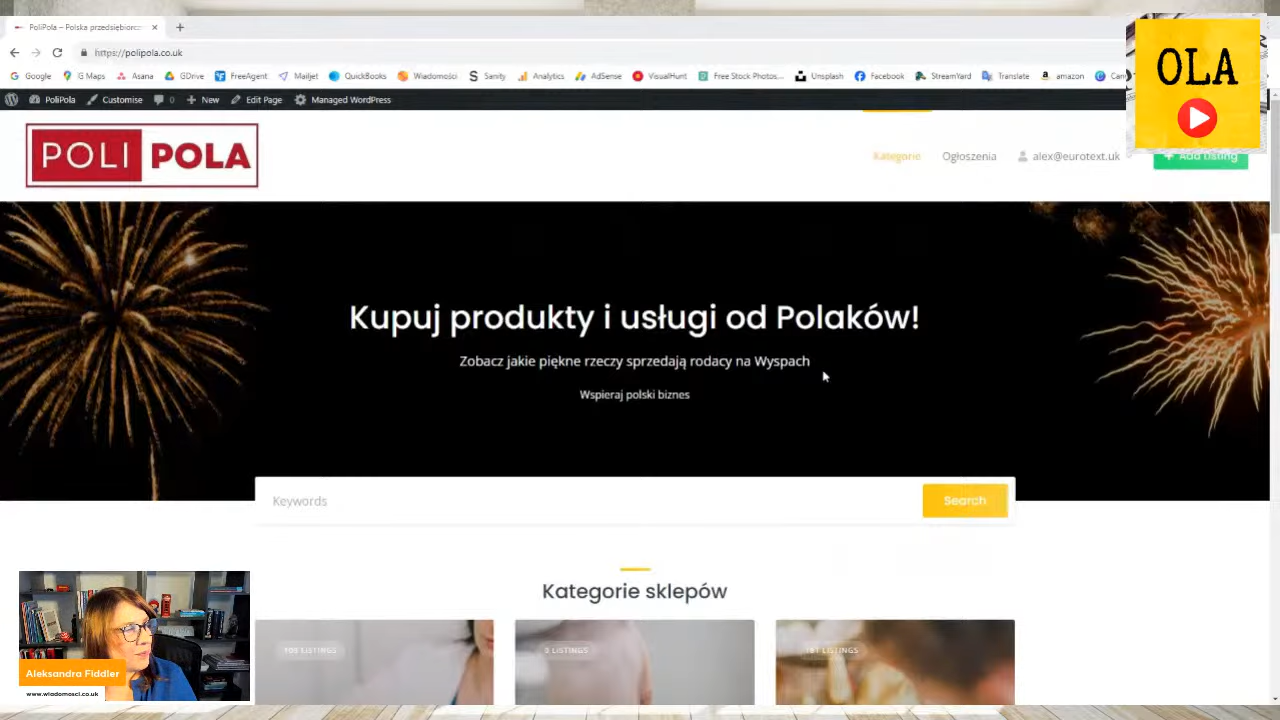 PoliPola – Polska przedsiębiorc
https://polipola.co.uk
Google G Maps Asana GDrive FreeAgent Mailjet QuickBooks Wiadomości Sanity Analytics AdSense VisualHunt Free Stock Photos,... Unsplash Facebook StreamYard Translate amazon
PoliPola Customise 0 New Edit Page Managed WordPress
OLA
POLI POLA
Kategorie Ogłoszenia alex@eurotext.uk Add Listing
Kupuj produkty i usługi od Polaków!
Zobacz jakie piękne rzeczy sprzedają rodacy na Wyspach
Wspieraj polski biznes
Keywords Search
Kategorie sklepów
LISTINGS LISTINGS LISTINGS
Aleksandra Fiddler
www.wiadomosci.co.uk